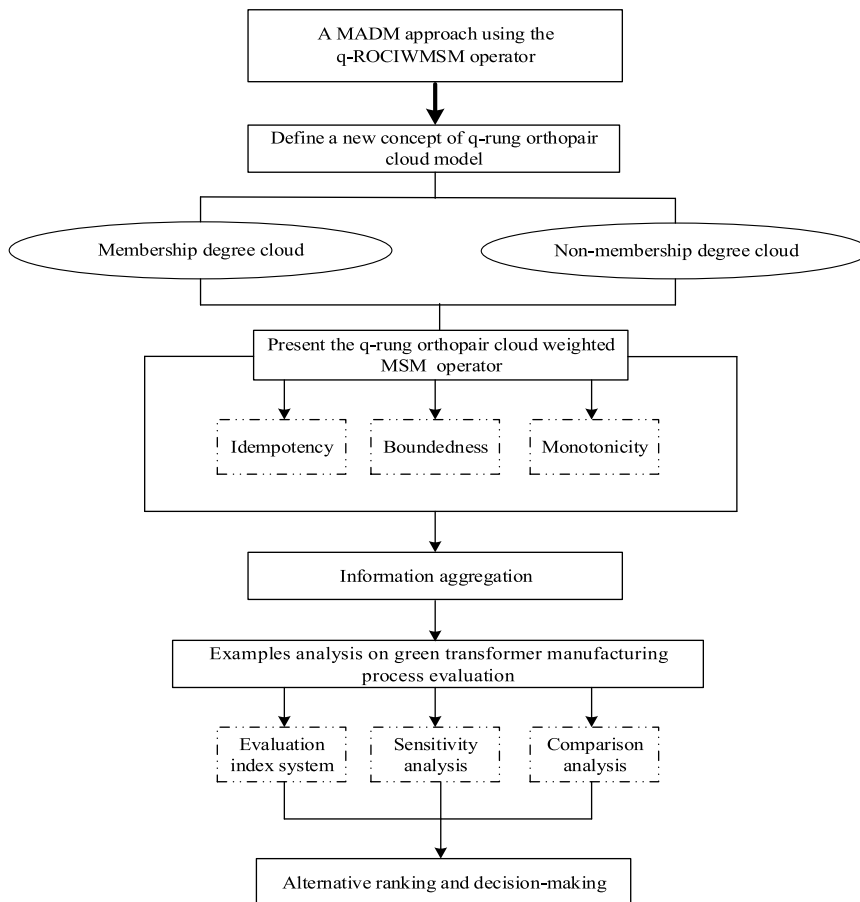 A MADM approach using the
q-ROCIWMSM operator
Define a new concept of q-rung orthopair
cloud model
Membership degree cloud
Non-membership degree cloud
Present the q-rung orthopair cloud weighted
MSM operator
Idempotency
Boundedness
Monotonicity
Information aggregation
Examples analysis on green transformer manufacturing
process evaluation
Evaluation
index system
Sensitivity
analysis
Comparison
analysis
Alternative ranking and decision-making